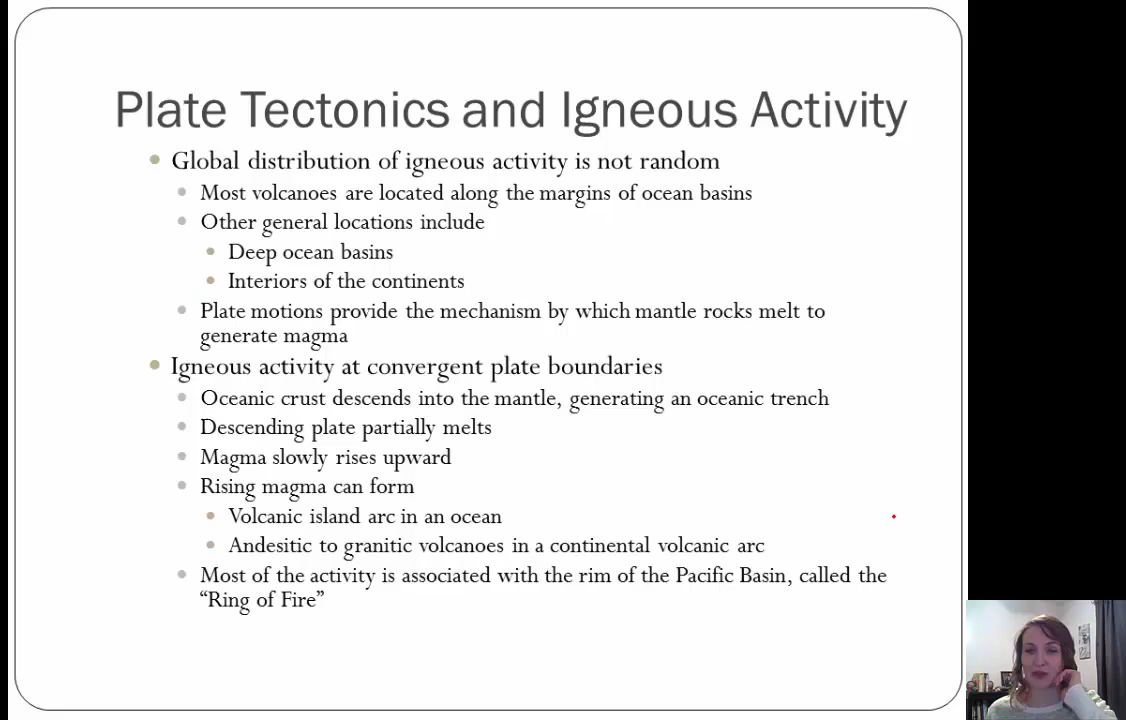 Plate Tectonics and Igneous Activity
Global distribution of igneous activity is not random
Most volcanoes are located along the margins of ocean basins
Other general locations include
Deep ocean basins
Interiors of the continents
Plate motions provide the mechanism by which mantle rocks melt to
generate magma
Igneous activity at convergent plate boundaries
Oceanic crust descends into the mantle, generating an oceanic trench
Descending plate partially melts
Magma slowly rises upward
Rising magma can form
Volcanic island arc in an ocean
Andesitic to granitic volcanoes in a continental volcanic arc
Most of the activity is associated with the rim of the Pacific Basin, called the
“Ring of Fire”